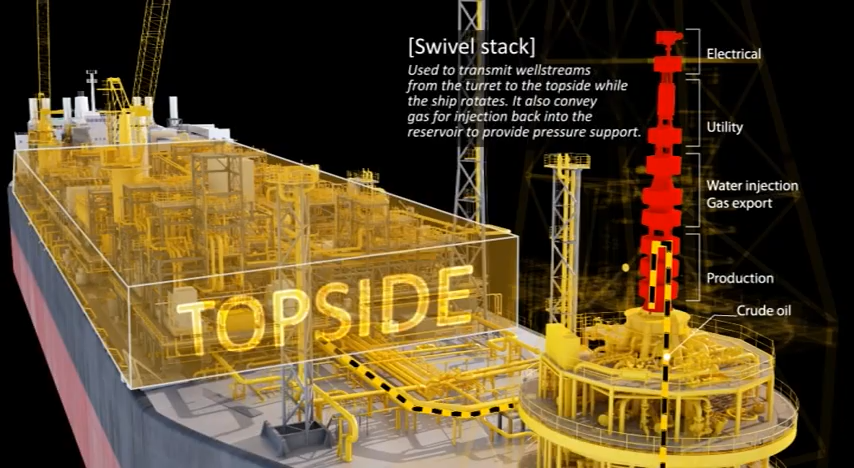 [Swivel stack]
Used to transmit wellstreams
from the turret to the topside while
the ship rotates. It also convey
gas for injection back into the
reservoir to provide pressure support.
Electrical
Utility
Water injection
Gas export
Production
Crude oil
TOPSIDE